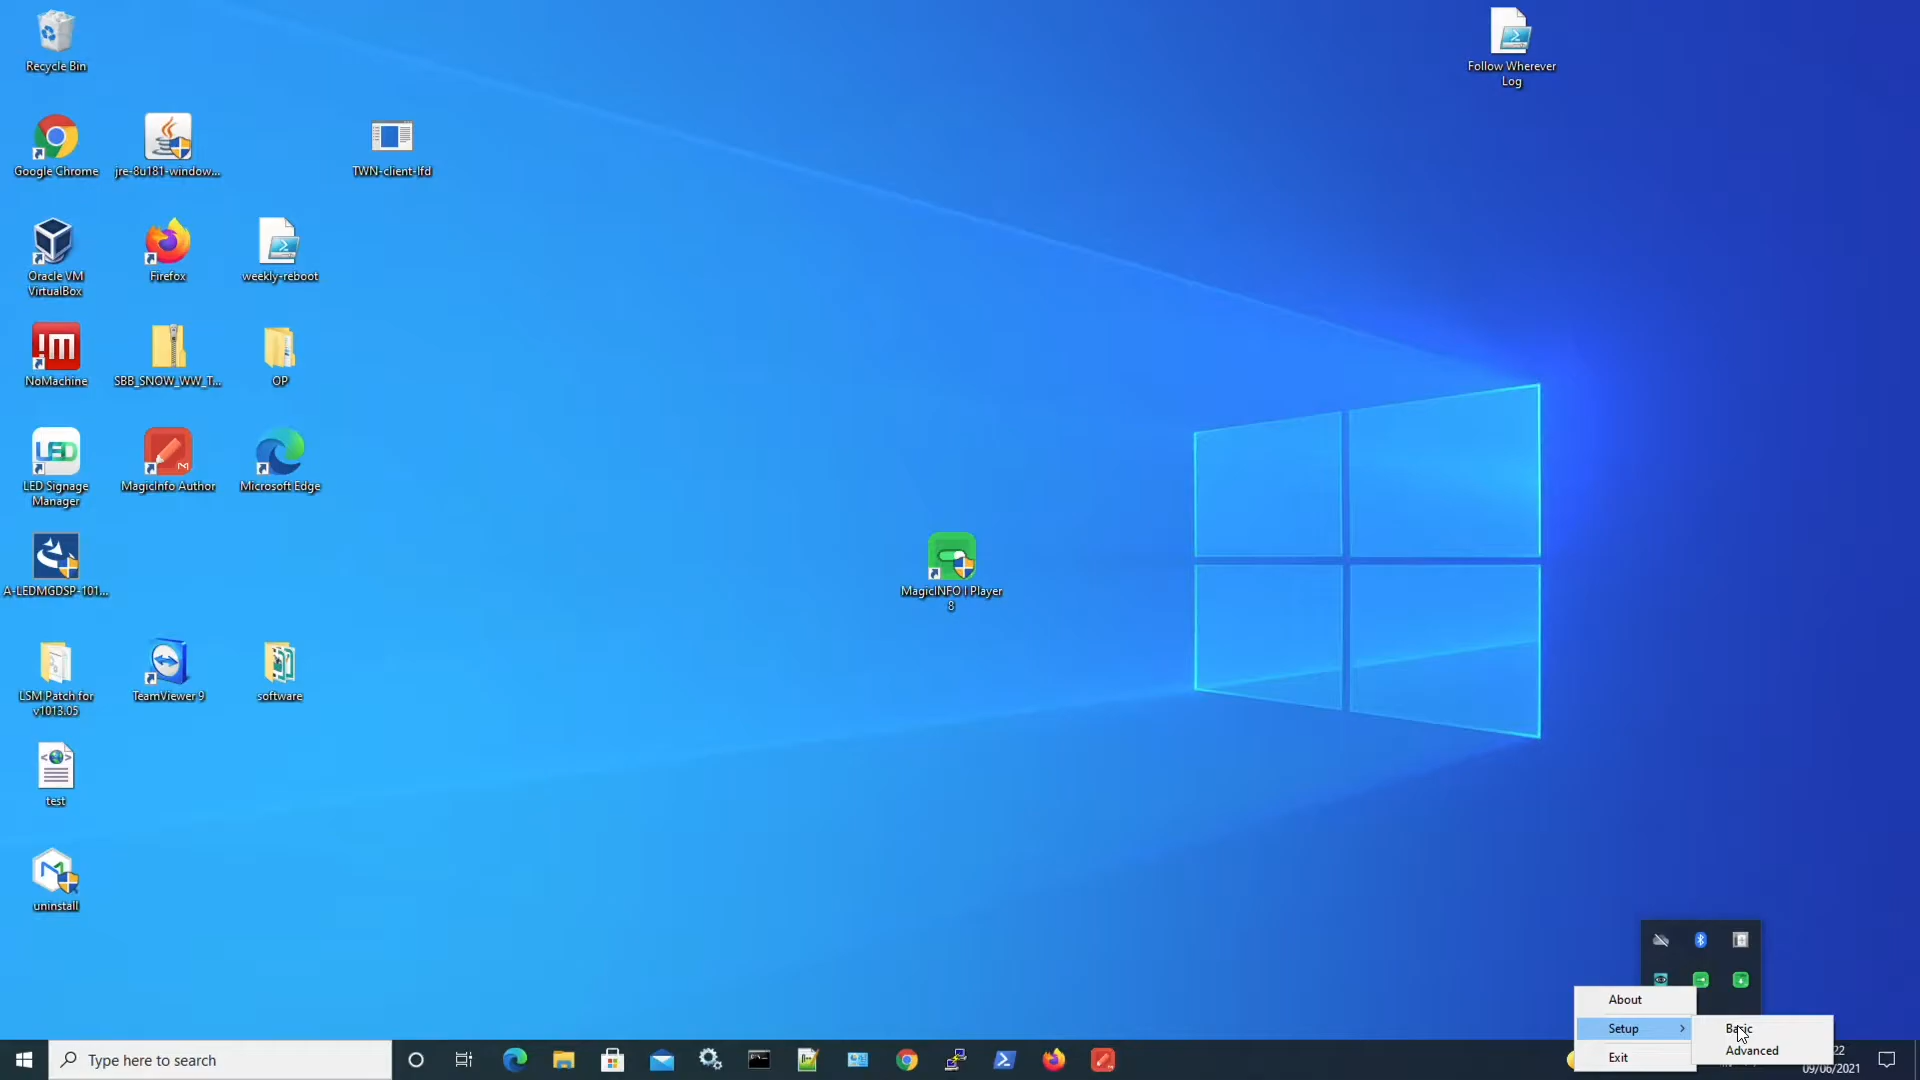 Recycle Bin
Follow Wherever
Log
Google Chrome
jre-8u181-window...
TWN-client-lfd
Oracle VM
VirtualBox
Firefox
weekly-reboot
NoMachine
SBB_SNOW_WW_T...
OP
LED
LED Signage
Manager
MagicInfo Author
Microsoft Edge
A-LEDMGDSP-101...
MagicINFO I Player
8
LSM Patch for
v1013.05
TeamViewer 9
software
test
uninstall
About
Setup
Basic
Exit
Advanced
Type here to search
22
09/06/2021